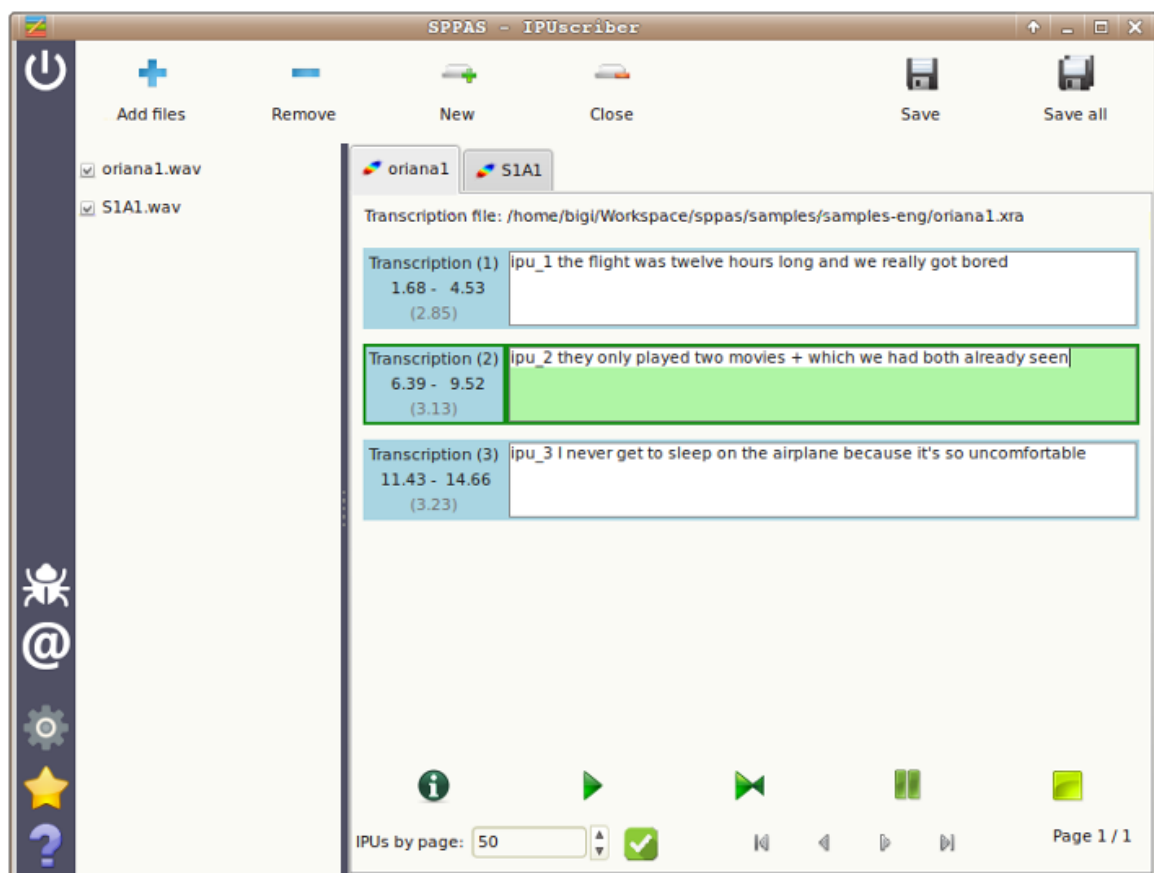 SPPAS - IPUscriber
Add files
Remove
New
Close
Save
Save all
oriana1.wav
S1A1.wav
oriana1
S1A1
Transcription file: /home/bigi/Workspace/sppas/samples/samples-eng/oriana1.xra
Transcription (1)
1.68 - 4.53
(2.85)
ipu_1 the flight was twelve hours long and we really got bored
Transcription (2)
6.39 - 9.52
(3.13)
ipu_2 they only played two movies + which we had both already seen
Transcription (3)
11.43 - 14.66
(3.23)
ipu_3 I never get to sleep on the airplane because it's so uncomfortable
IPUs by page: 50
Page 1 / 1